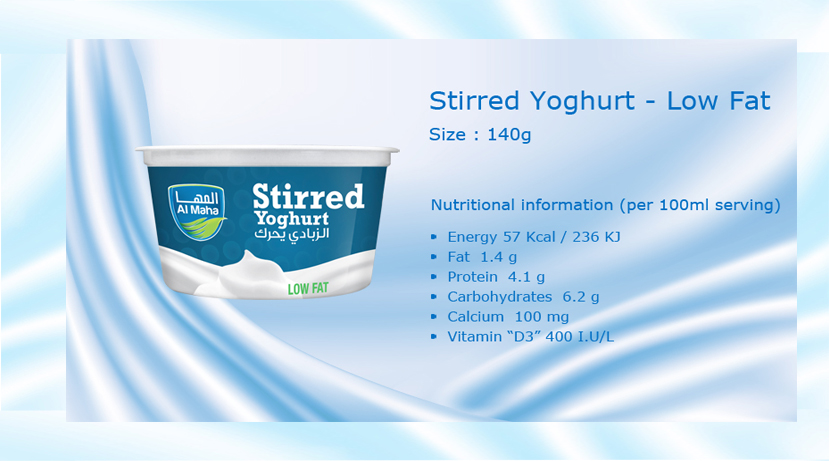 Stirred Yoghurt - Low Fat
Size : 140g
المها
Al Maha
Stirred
Yoghurt
الزبادي يحرك
LOW FAT
Nutritional information (per 100ml serving)
Energy 57 Kcal / 236 KJ
Fat 1.4 g
Protein 4.1 g
Carbohydrates 6.2 g
Calcium 100 mg
Vitamin “D3” 400 I.U/L